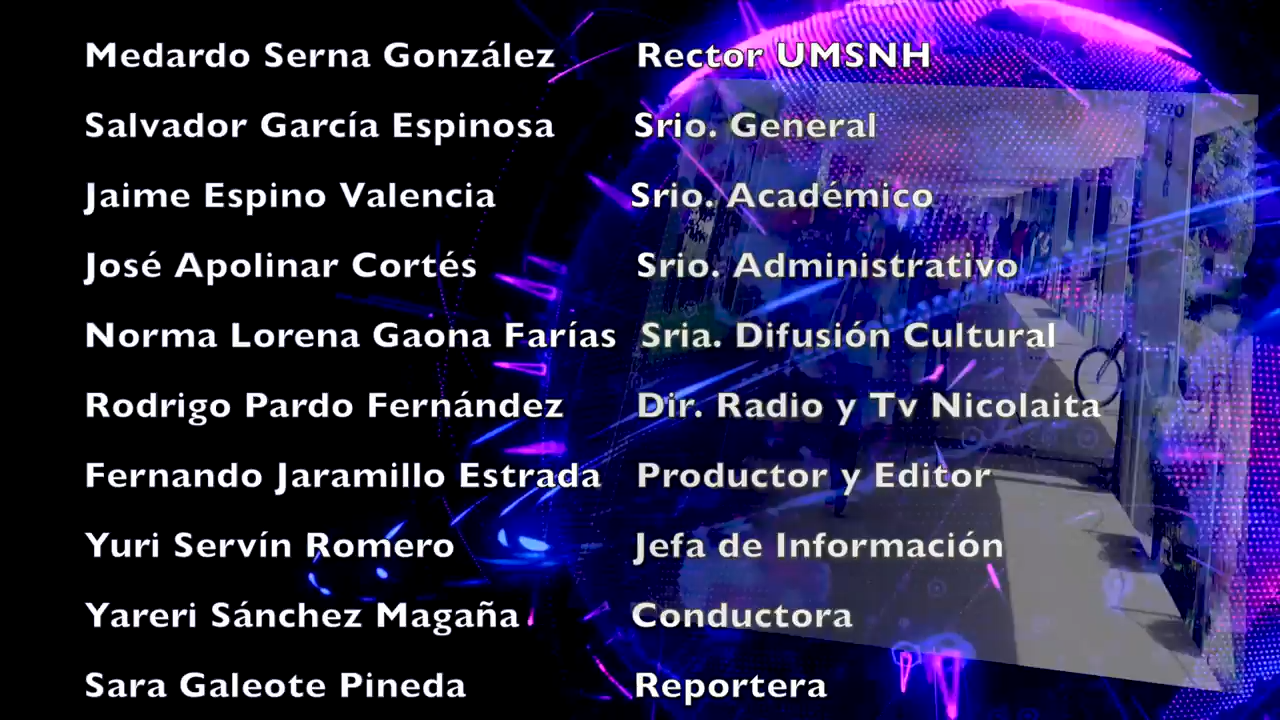 Medardo Serna González Rector UMSNH
Salvador García Espinosa Srio. General
Jaime Espino Valencia Srio. Académico
José Apolinar Cortés Srio. Administrativo
Norma Lorena Gaona Farías Sria. Difusión Cultural
Rodrigo Pardo Fernández Dir. Radio y Tv Nicolaita
Fernando Jaramillo Estrada Productor y Editor
Yuri Servín Romero Jefa de Información
Yareri Sánchez Magaña Conductora
Sara Galeote Pineda Reportera